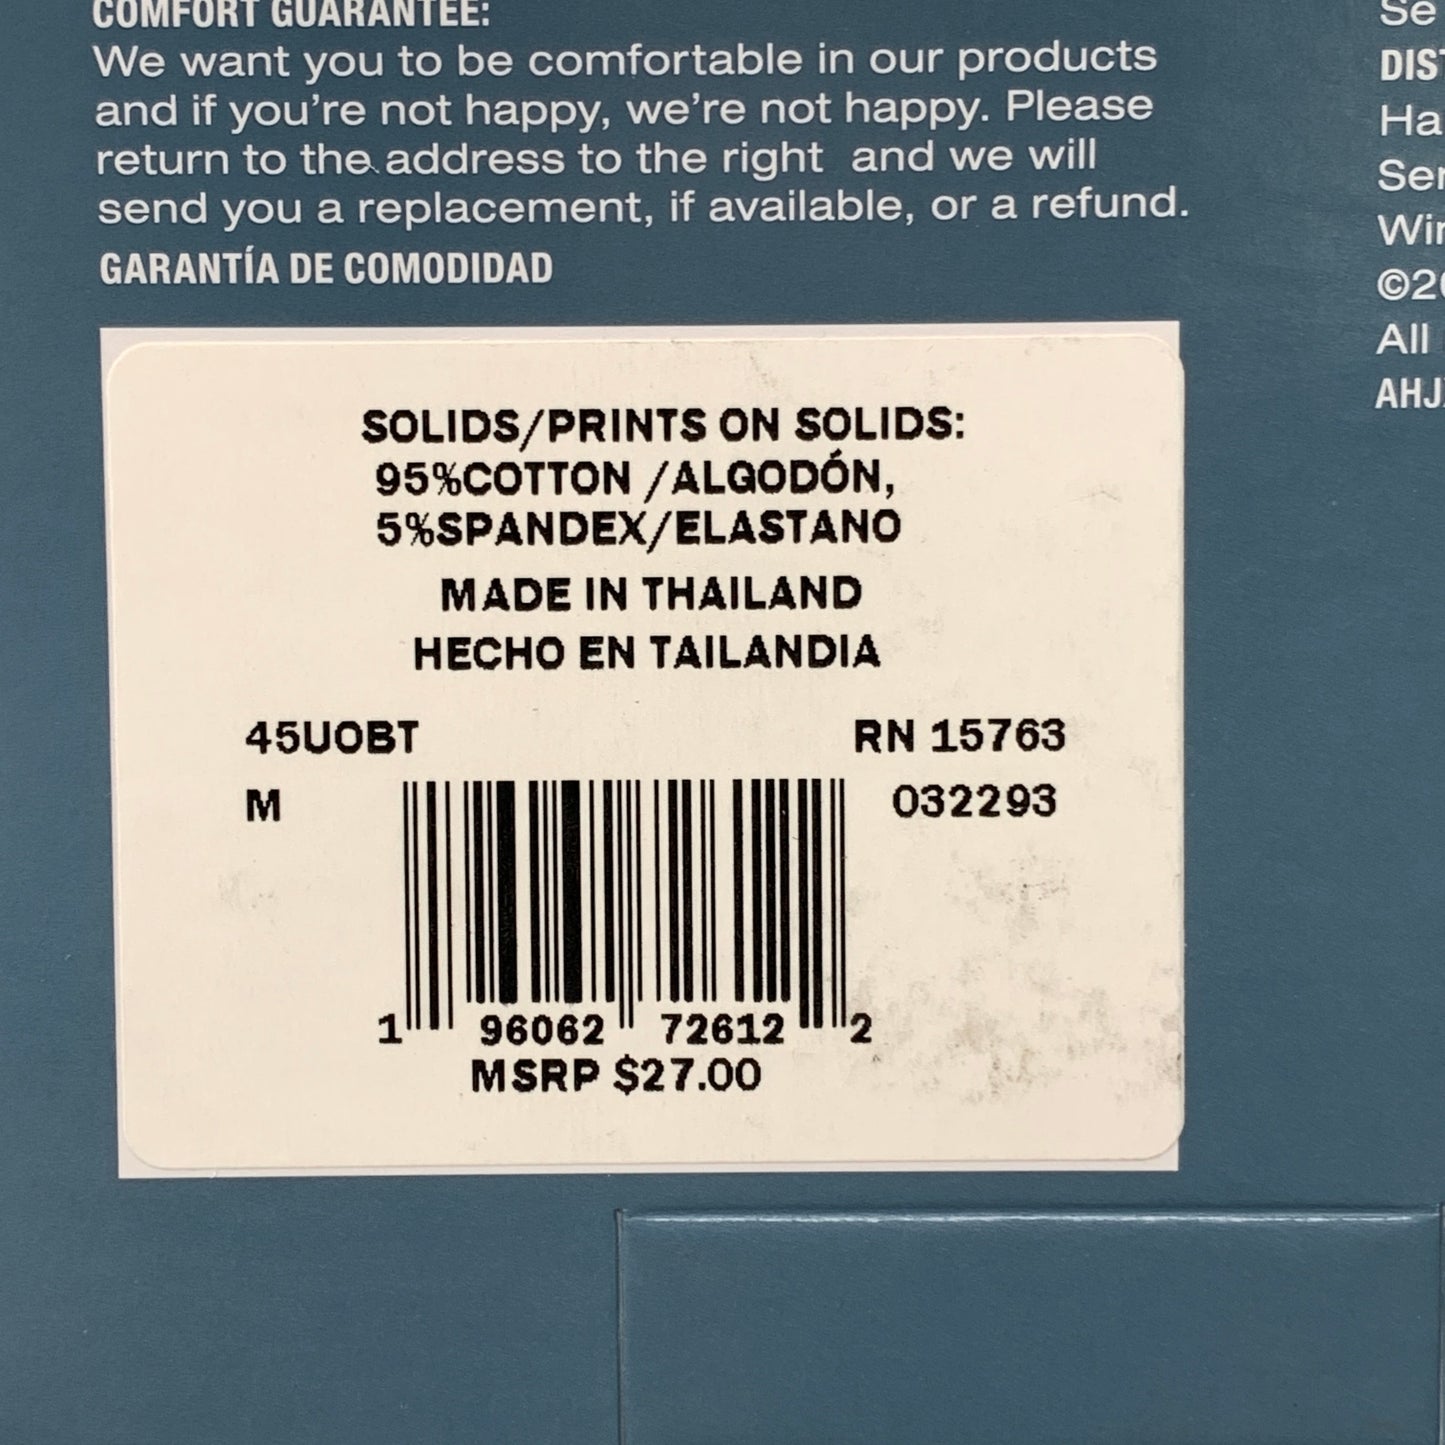 COMFORT GUARANTEE:
We want you to be comfortable in our products
and if you're not happy, we're not happy. Please
return to the address to the right and we will
send you a replacement, if available, or a refund.
GARANTÍA DE COMODIDAD
SOLIDS/PRINTS ON SOLIDS:
95%COTTON /ALGODÓN,
5%SPANDEX/ELASTANO
MADE IN THAILAND
HECHO EN TAILANDIA
45UOBT RN 15763
M 032293
1 96062 72612 2
MSRP $27.00
All